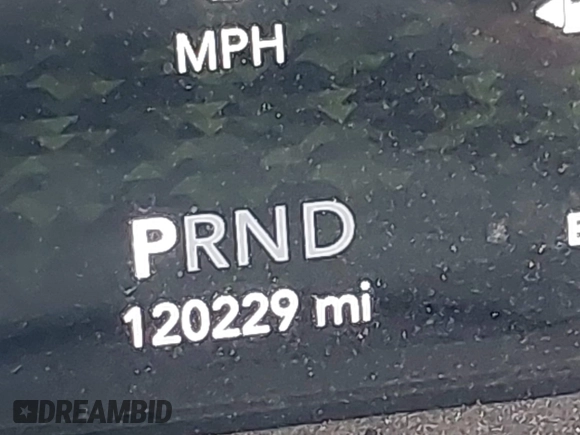 MPH
PRND
120229 mi
E
DREAMBID